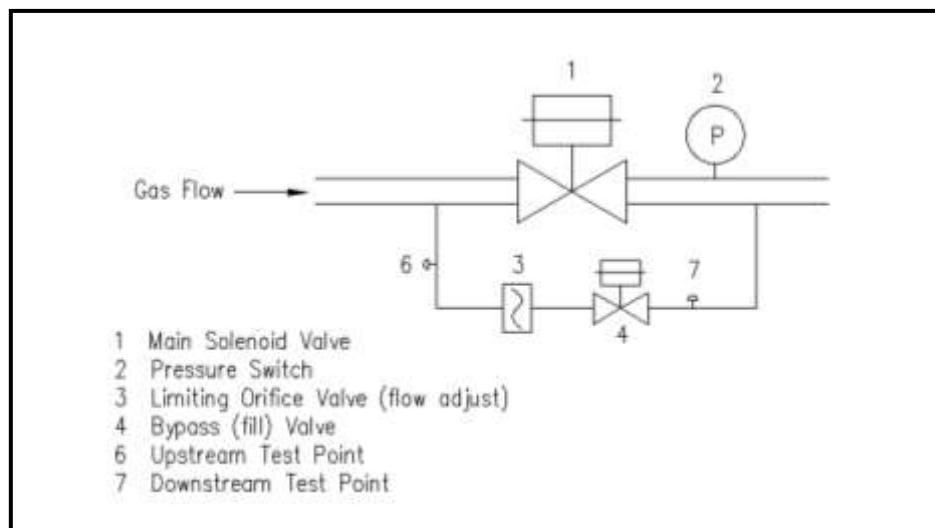 1
2
P
Gas Flow
6
3
7
4
1 Main Solenoid Valve
2 Pressure Switch
3 Limiting Orifice Valve (flow adjust)
4 Bypass (fill) Valve
6 Upstream Test Point
7 Downstream Test Point